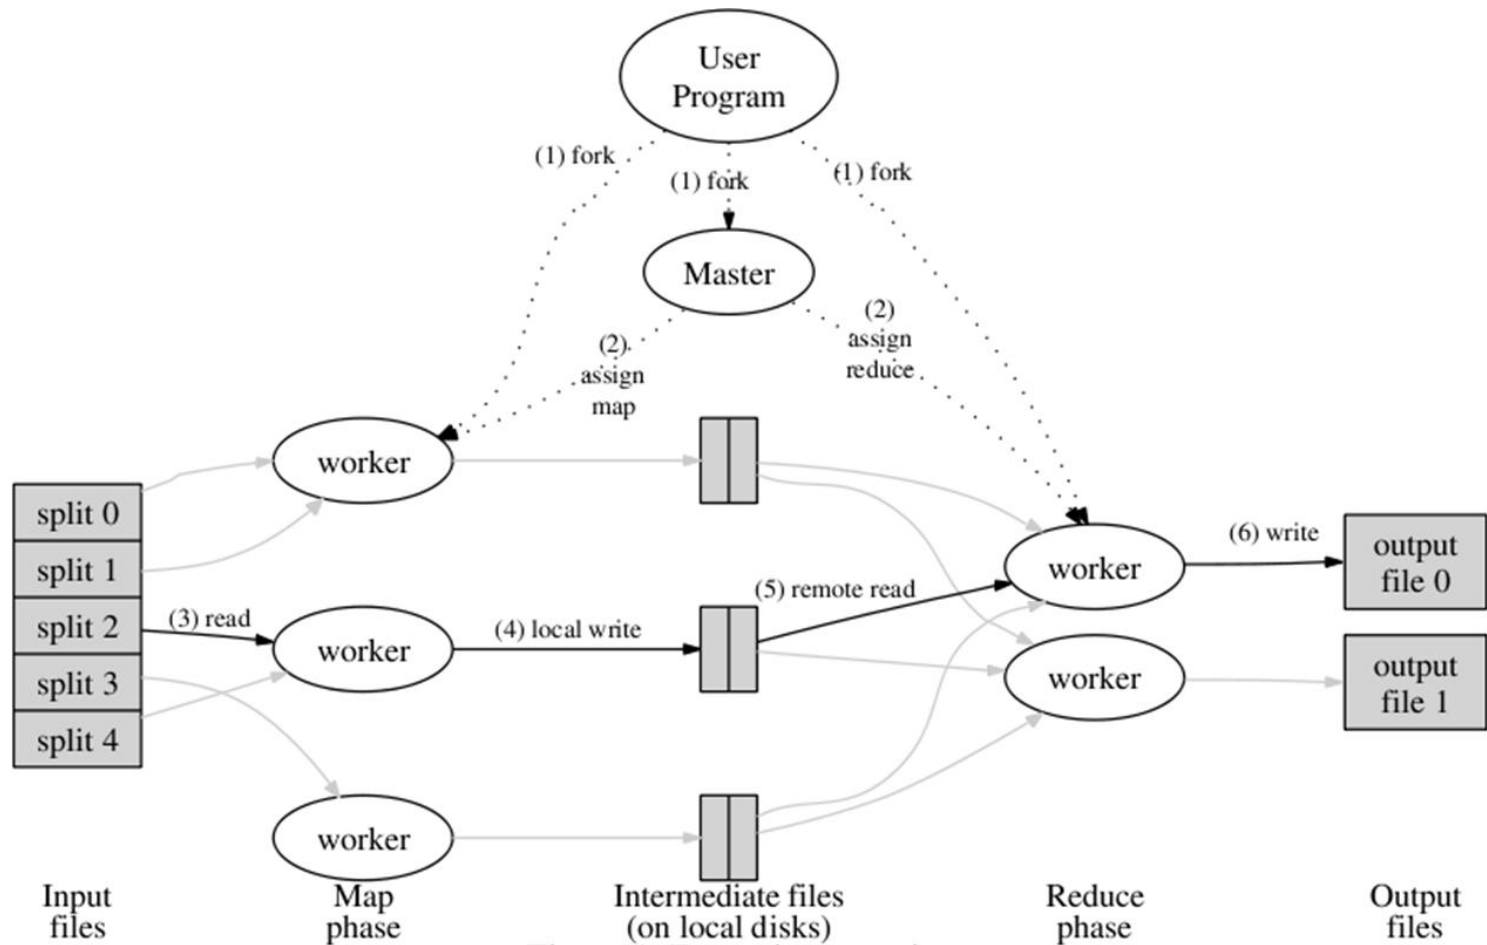 User
Program
(1) fork
(1) fork
(1) fork
Master
(2)
assign
map
(2)
assign
reduce
worker
split 0
split 1
split 2
split 3
split 4
(3) read
worker
(4) local write
(5) remote read
worker
(6) write
output
file 0
worker
output
file 1
worker
Input
files
Map
phase
Intermediate files
(on local disks)
Reduce
phase
Output
files